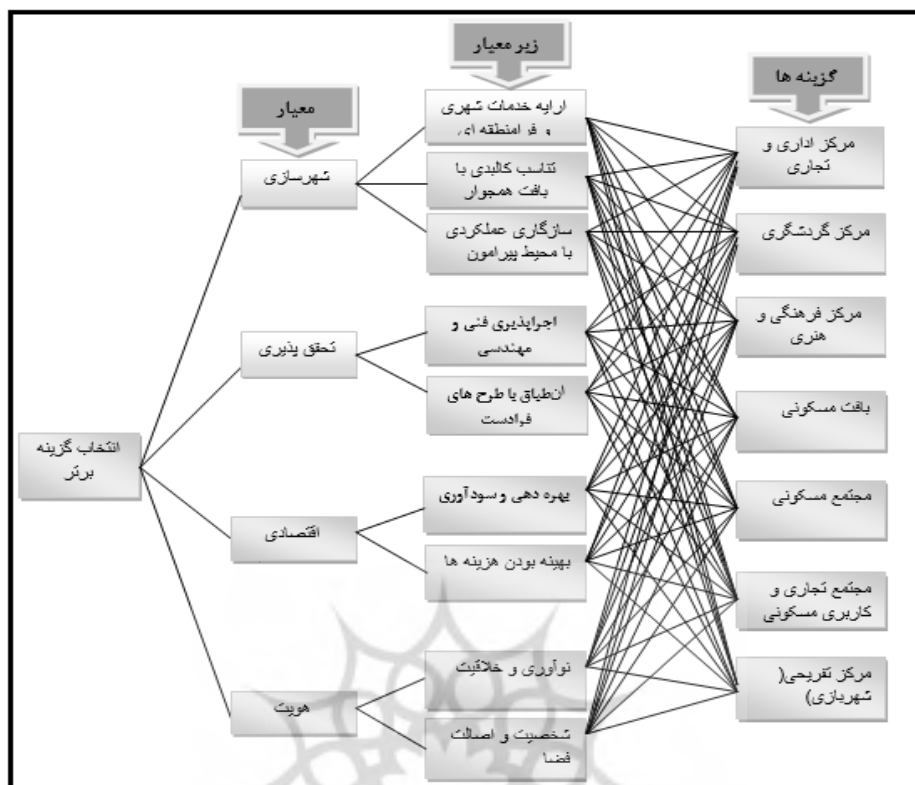 گزینه ها
زیر معیار
معیار
ارایه خدمات شهری
و فرامنطقه ای
تناسب کالبدی با
بافت همجوار
سازگاری عملکردی
با محیط پیرامون
اجراپذیری فنی و
مهندسی
انطباق با طرح های
فرادست
بهره دهی و سودآوری
بهینه بودن هزینه ها
نوآوری و خلاقیت
شخصیت و اصالت
فضا
شهرسازی
تحقق پذیری
اقتصادی
هویت
انتخاب گزینه
برتر
مرکز اداری و
تجاری
مرکز گردشگری
مرکز فرهنگی و
هنری
بافت مسکونی
مجتمع مسکونی
مجتمع تجاری و
کاربری مسکونی
مرکز تفریحی(
شهربازی)